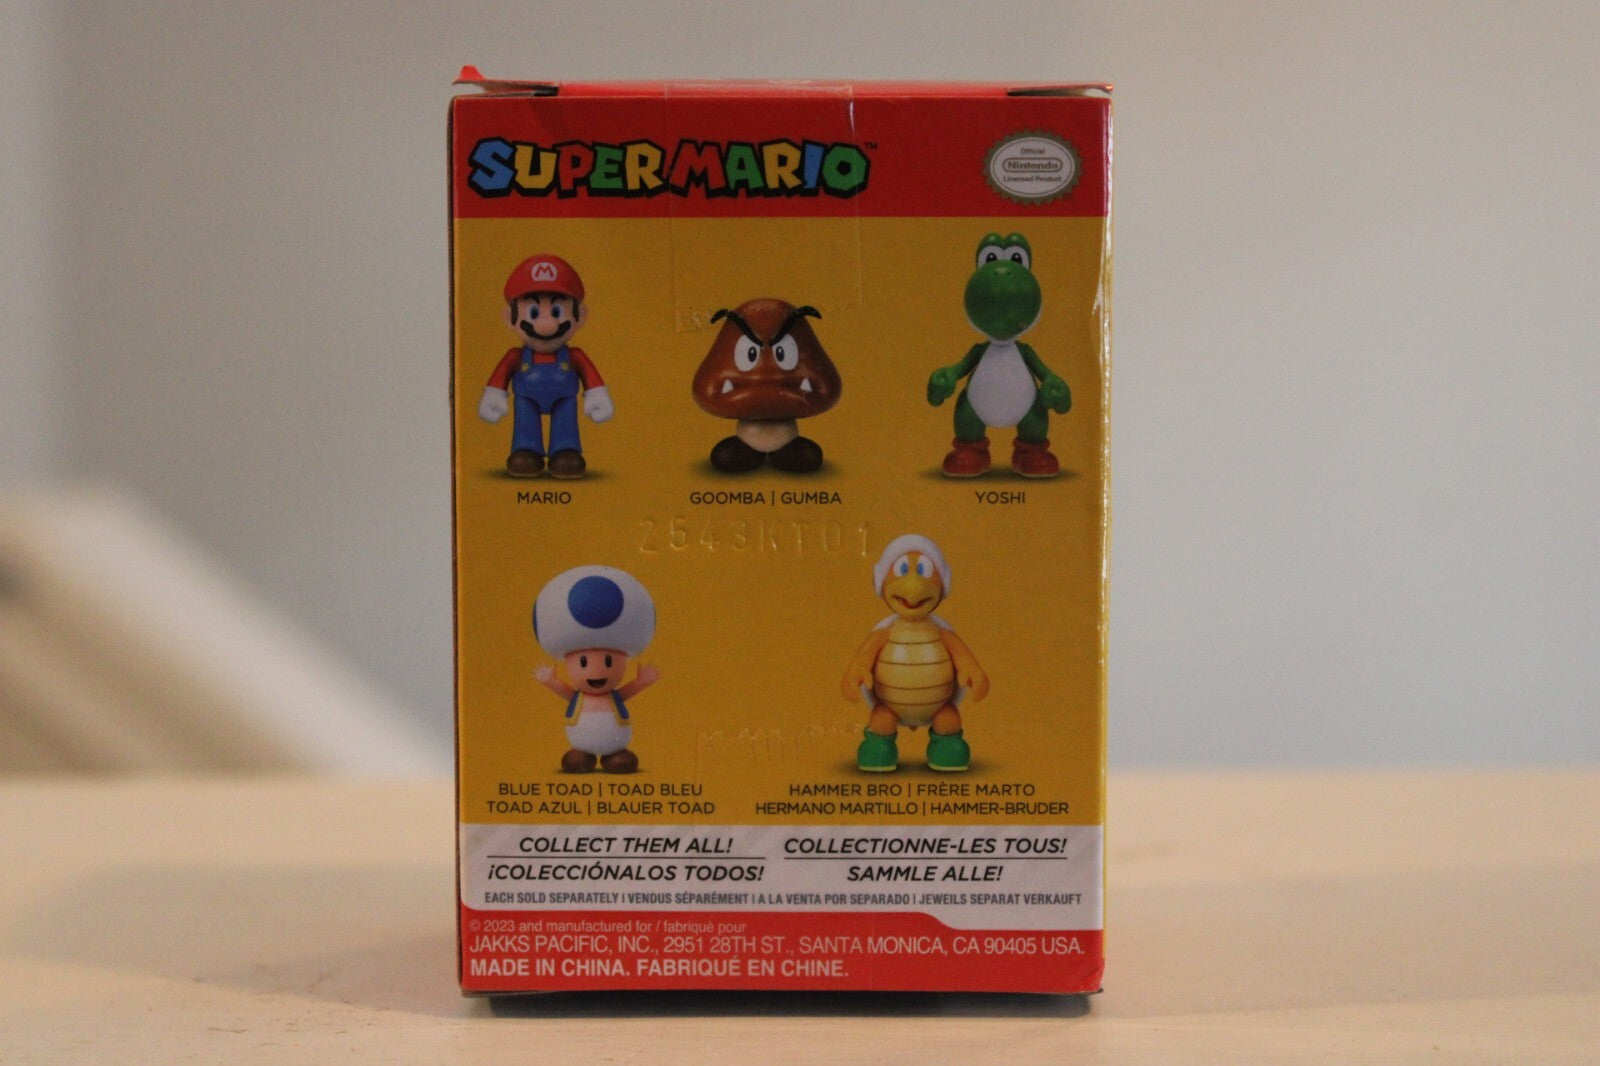 SUPER MARIO™
Official
Nintendo
Licensed Product
M
MARIO
GOOMBA | GUMBA
YOSHI
2543KT01
BLUE TOAD | TOAD BLEU
TOAD AZUL | BLAUER TOAD
HAMMER BRO | FRÈRE MARTO
HERMANO MARTILLO | HAMMER-BRUDER
COLLECT THEM ALL!
COLLECTIONNE-LES TOUS!
¡COLECCIÓNALOS TODOS!
SAMMLE ALLE!
EACH SOLD SEPARATELY | VENDUS SÉPARÉMENT | A LA VENTA POR SEPARADO | JEWEILS SEPARAT VERKAUFT
© 2023 and manufactured for / fabriqué pour
JAKKS PACIFIC, INC., 2951 28TH ST., SANTA MONICA, CA 90405 USA.
MADE IN CHINA. FABRIQUÉ EN CHINE.